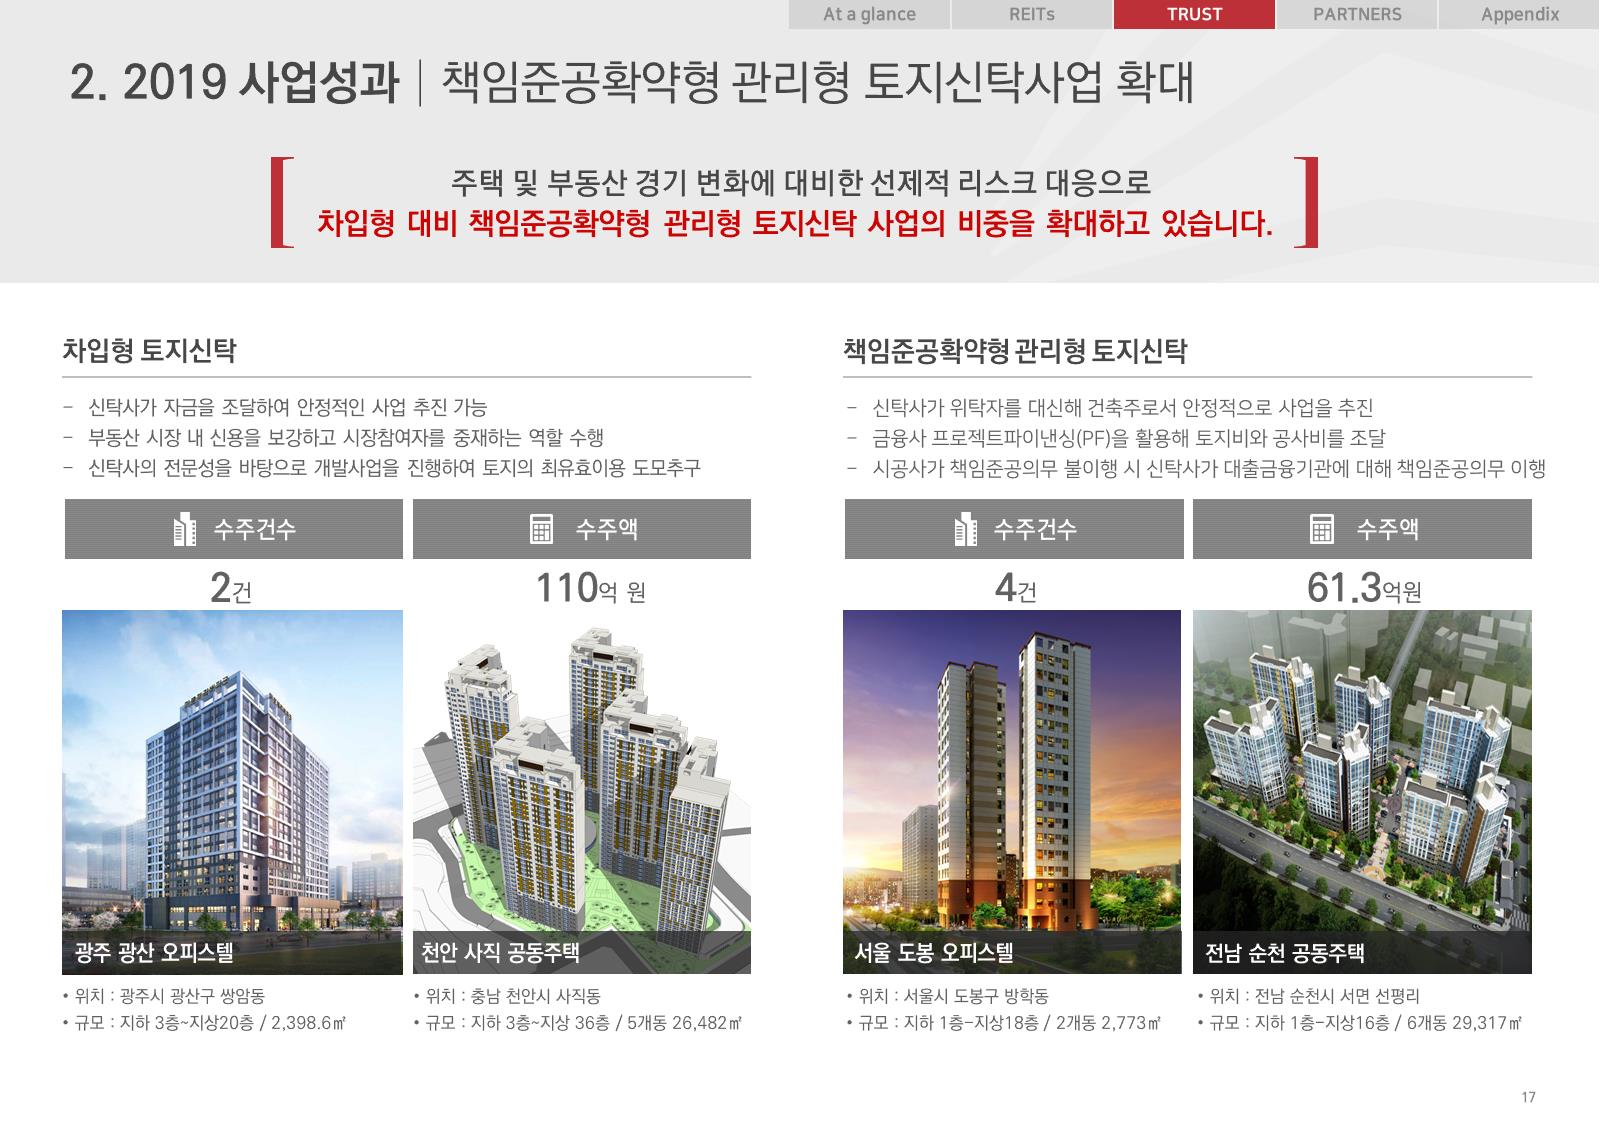 At a glance
REITs
TRUST
PARTNERS
Appendix
2. 2019 사업성과 | 책임준공확약형 관리형 토지신탁사업 확대
주택 및 부동산 경기 변화에 대비한 선제적 리스크 대응으로
차입형 대비 책임준공확약형 관리형 토지신탁 사업의 비중을 확대하고 있습니다.
차입형 토지신탁
- 신탁사가 자금을 조달하여 안정적인 사업 추진 가능
- 부동산 시장 내 신용을 보강하고 시장참여자를 중재하는 역할 수행
- 신탁사의 전문성을 바탕으로 개발사업을 진행하여 토지의 최유효이용 도모추구
수주건수
수주액
2건
110억 원
광주 광산 오피스텔
천안 사직 공동주택
• 위치 : 광주시 광산구 쌍암동
• 규모 : 지하 3층~지상20층 / 2,398.6㎡
• 위치 : 충남 천안시 사직동
• 규모 : 지하 3층~지상 36층 / 5개동 26,482㎡
책임준공확약형 관리형 토지신탁
- 신탁사가 위탁자를 대신해 건축주로서 안정적으로 사업을 추진
- 금융사 프로젝트파이낸싱(PF)을 활용해 토지비와 공사비를 조달
- 시공사가 책임준공의무 불이행 시 신탁사가 대출금융기관에 대해 책임준공의무 이행
수주건수
수주액
4건
61.3억원
서울 도봉 오피스텔
전남 순천 공동주택
• 위치 : 서울시 도봉구 방학동
• 규모 : 지하 1층-지상18층 / 2개동 2,773㎡
• 위치 : 전남 순천시 서면 선평리
• 규모 : 지하 1층-지상16층 / 6개동 29,317㎡
17